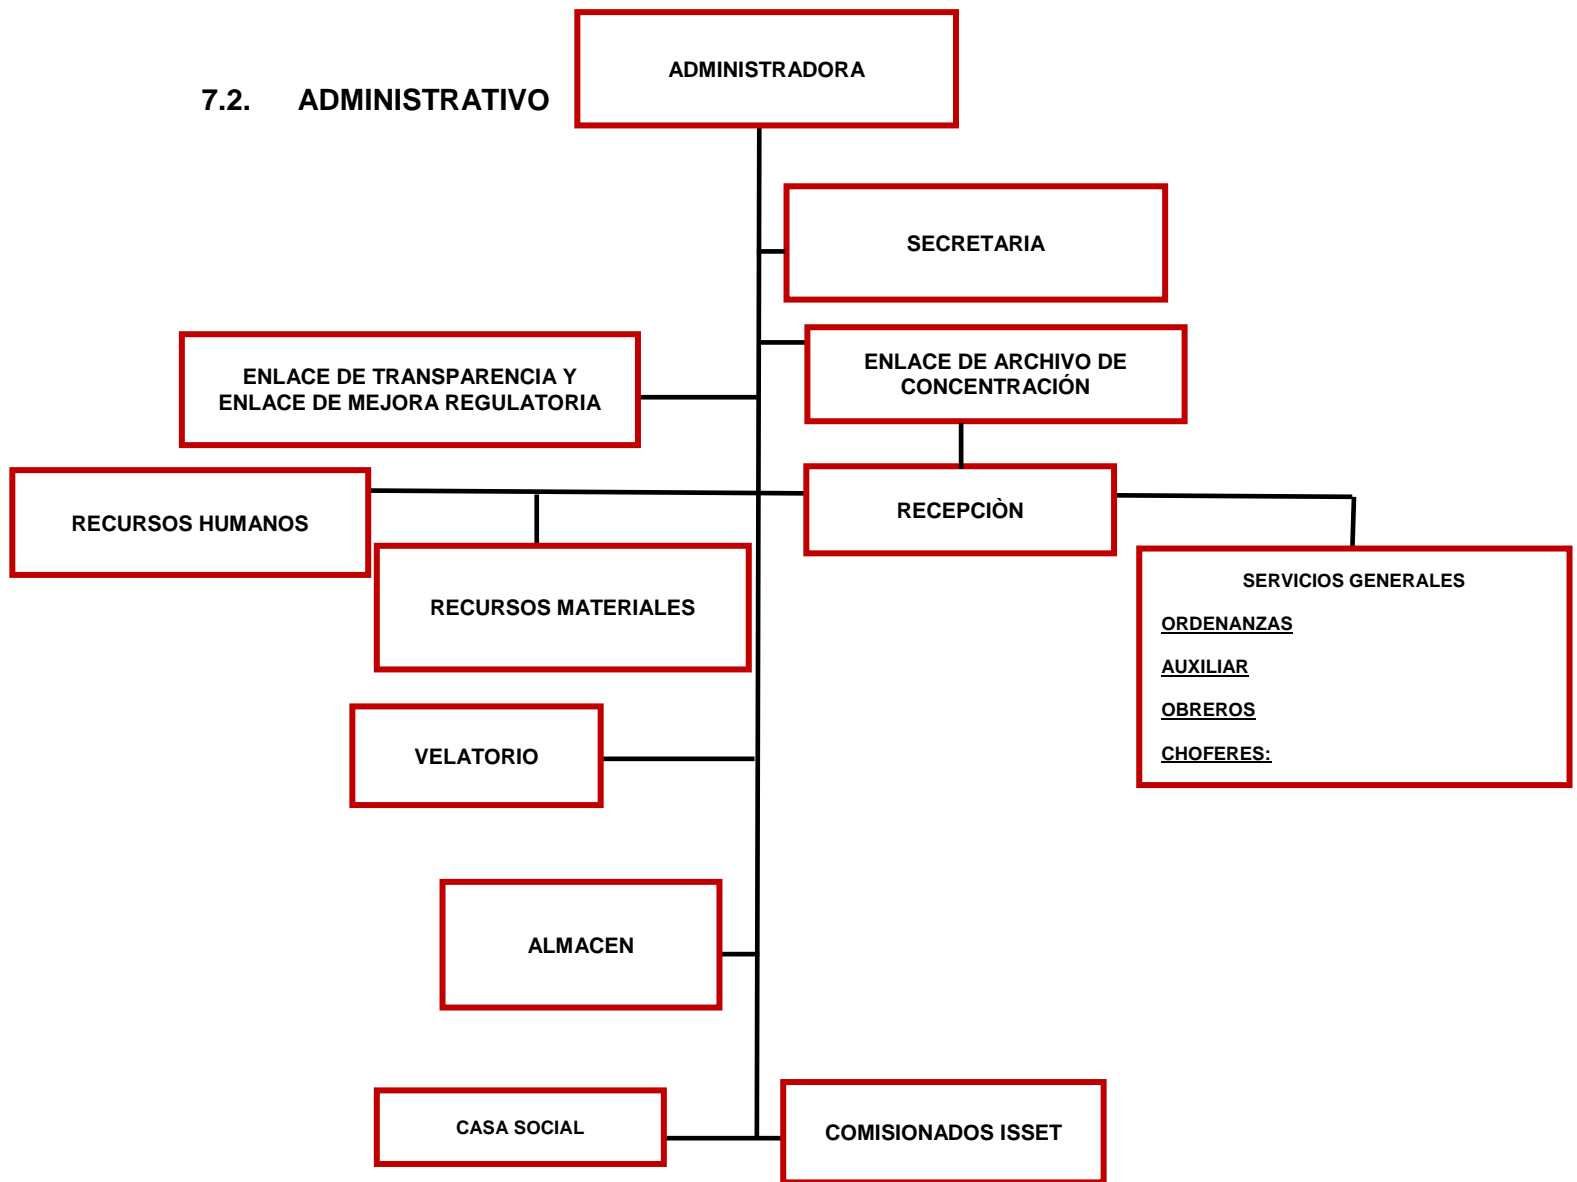 ADMINISTRADORA
7.2. ADMINISTRATIVO
SECRETARIA
ENLACE DE TRANSPARENCIA Y
ENLACE DE MEJORA REGULATORIA
ENLACE DE ARCHIVO DE
CONCENTRACIÓN
RECURSOS HUMANOS
RECEPCIÒN
RECURSOS MATERIALES
SERVICIOS GENERALES
ORDENANZAS
AUXILIAR
OBREROS
CHOFERES:
VELATORIO
ALMACEN
CASA SOCIAL
COMISIONADOS ISSET